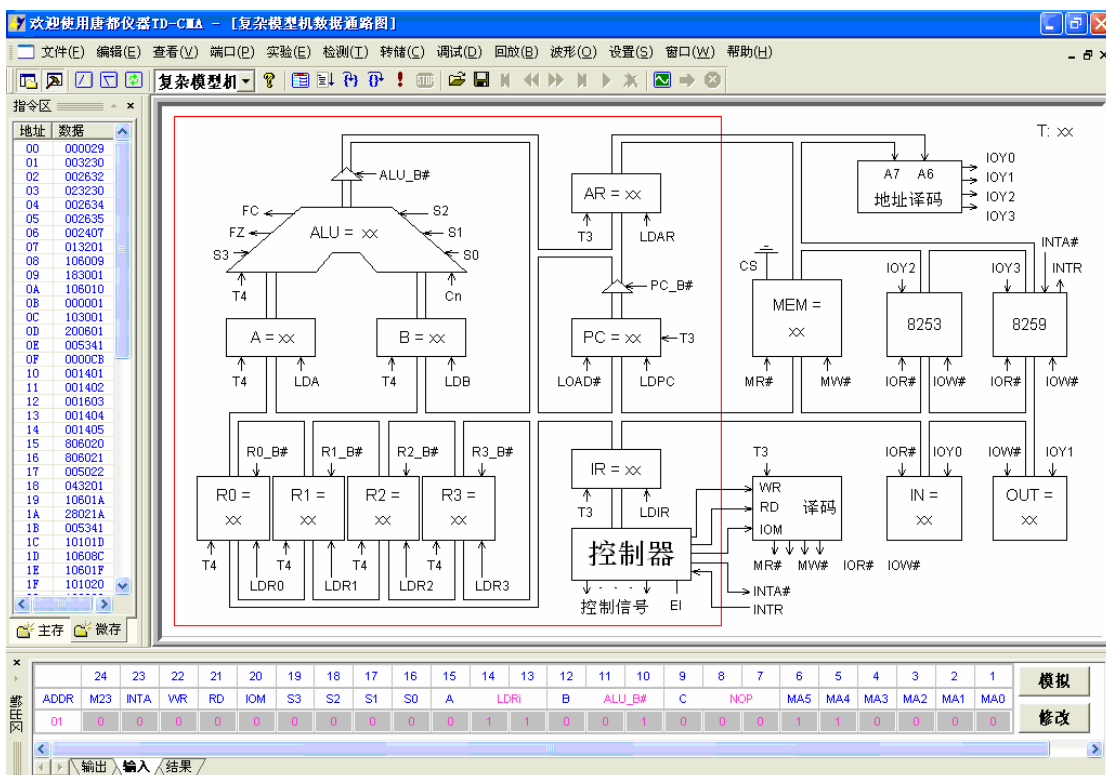 欢迎使用唐都仪器TD-CMA - [复杂模型机数据通路图]
文件(F) 编辑(E) 查看(V) 端口(P) 实验(E) 检测(T) 转储(C) 调试(D) 回放(B) 波形(O) 设置(S) 窗口(W) 帮助(H)
复杂模型机
指令区
地址 数据
00 000029
01 003230
02 002632
03 023230
04 002634
05 002635
06 002407
07 013201
08 106009
09 183001
0A 106010
0B 000001
0C 103001
0D 200601
0E 005341
0F 0000CB
10 001401
11 001402
12 001603
13 001404
14 001405
15 806020
16 806021
17 005022
18 043201
19 10601A
1A 28021A
1B 005341
1C 10101D
1D 10608C
1E 10601F
1F 101020
主存 微存
T: xx
ALU_B#
FC S2
FZ ALU = xx S1
S3 S0
T4 Cn
A = xx B = xx
T4 LDA T4 LDB
R0_B# R1_B# R2_B# R3_B#
R0 = xx R1 = xx R2 = xx R3 = xx
T4 T4 T4 T4
LDR0 LDR1 LDR2 LDR3
AR = xx
T3 LDAR
PC_B#
PC = xx T3
LOAD# LDPC
IR = xx
T3 LDIR
控制器
控制信号 EI
INTA#
INTR
A7 A6
地址译码
IOY0
IOY1
IOY2
IOY3
CS
MEM = xx
MR# MW#
IOY2
8253
IOR# IOW#
INTA#
IOY3 INTR
8259
IOR# IOW#
T3
WR
RD 译码
IOM
MR# MW# IOR# IOW#
IOR# IOY0
IN = xx
IOW# IOY1
OUT = xx
输出区
24 23 22 21 20 19 18 17 16 15 14 13 12 11 10 9 8 7 6 5 4 3 2 1
ADDR M23 INTA WR RD IOM S3 S2 S1 S0 A LDRi B ALU_B# C NOP MA5 MA4 MA3 MA2 MA1 MA0
01 0 0 0 0 0 0 0 0 0 0 1 1 0 0 1 0 0 0 1 1 0 0 0 0
模拟
修改
输出 输入 结果